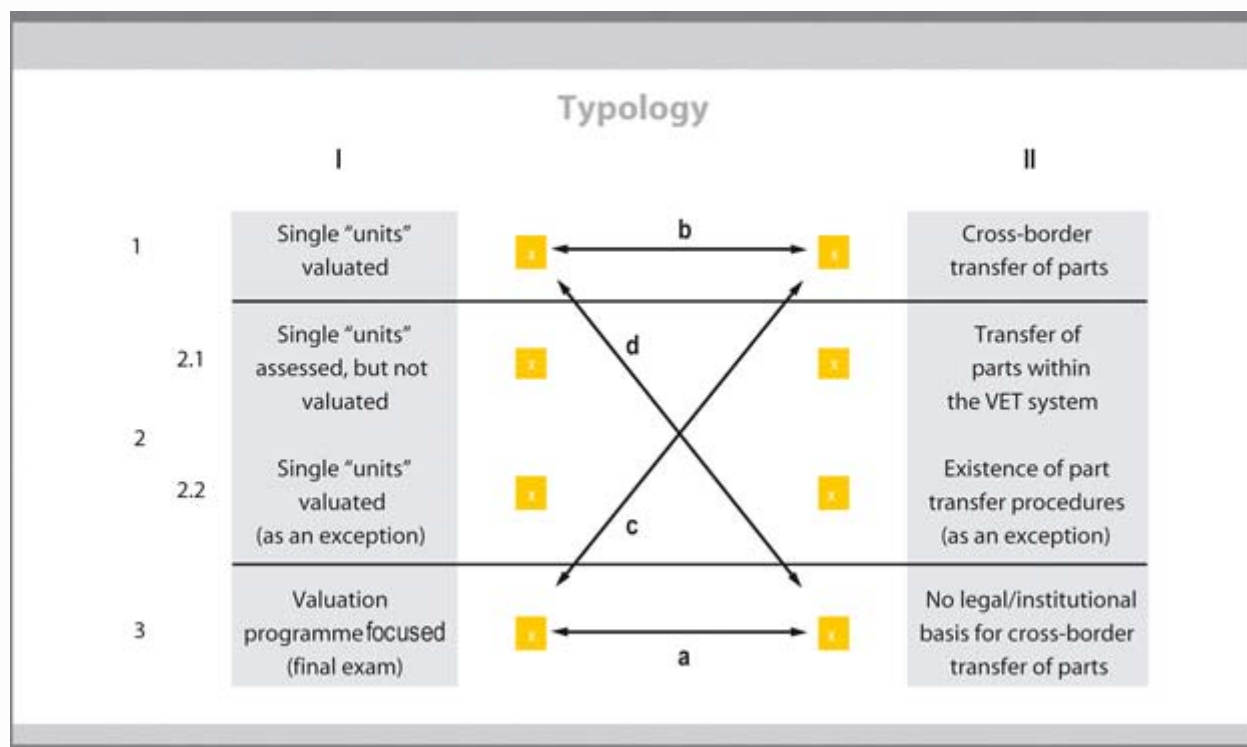 Typology
I
II
1
Single “units”
valuated
x
b
x
Cross-border
transfer of parts
2.1
Single “units”
assessed, but not
valuated
x
d
x
Transfer of
parts within
the VET system
2
2.2
Single “units”
valuated
(as an exception)
x
c
x
Existence of part
transfer procedures
(as an exception)
3
Valuation
programme focused
(final exam)
x
a
x
No legal/institutional
basis for cross-border
transfer of parts